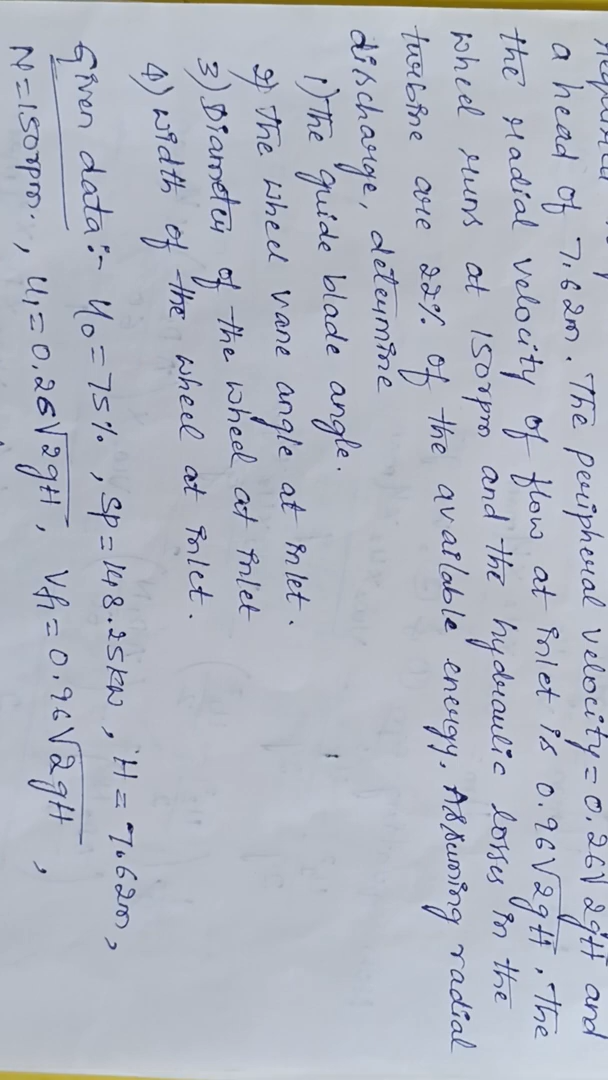 a head of 7.62m. The peripheral velocity = 0.26√2gH and
the radial velocity of flow at inlet is 0.96√2gH. The
wheel runs at 150rpm and the hydraulic losses in the
turbine are 22% of the available energy. Assuming radial
discharge, determine
1) The guide blade angle.
2) The wheel vane angle at inlet.
3) Diameter of the wheel at inlet
4) width of the wheel at inlet.
Given data:- η₀ = 75%, SP = 148.25kW, H = 7.62m,
N = 150rpm., u₁ = 0.26√2gH, Vf₁ = 0.96√2gH,